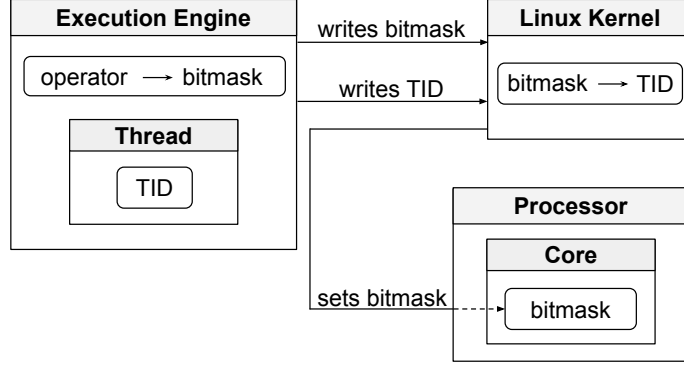 Execution Engine
operator → bitmask
Thread
TID
writes bitmask
writes TID
Linux Kernel
bitmask → TID
sets bitmask
Processor
Core
bitmask